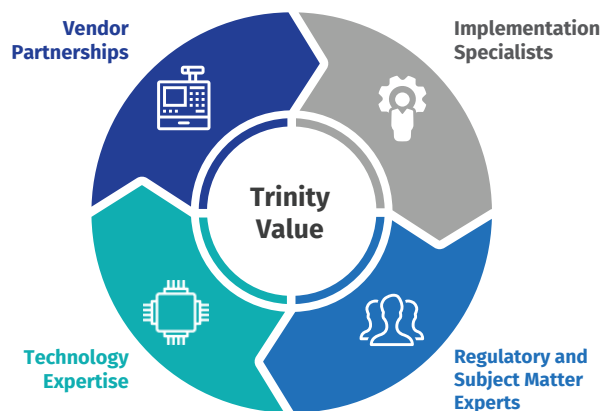 Vendor
Partnerships
Implementation
Specialists
Trinity
Value
Technology
Expertise
Regulatory and
Subject Matter
Experts